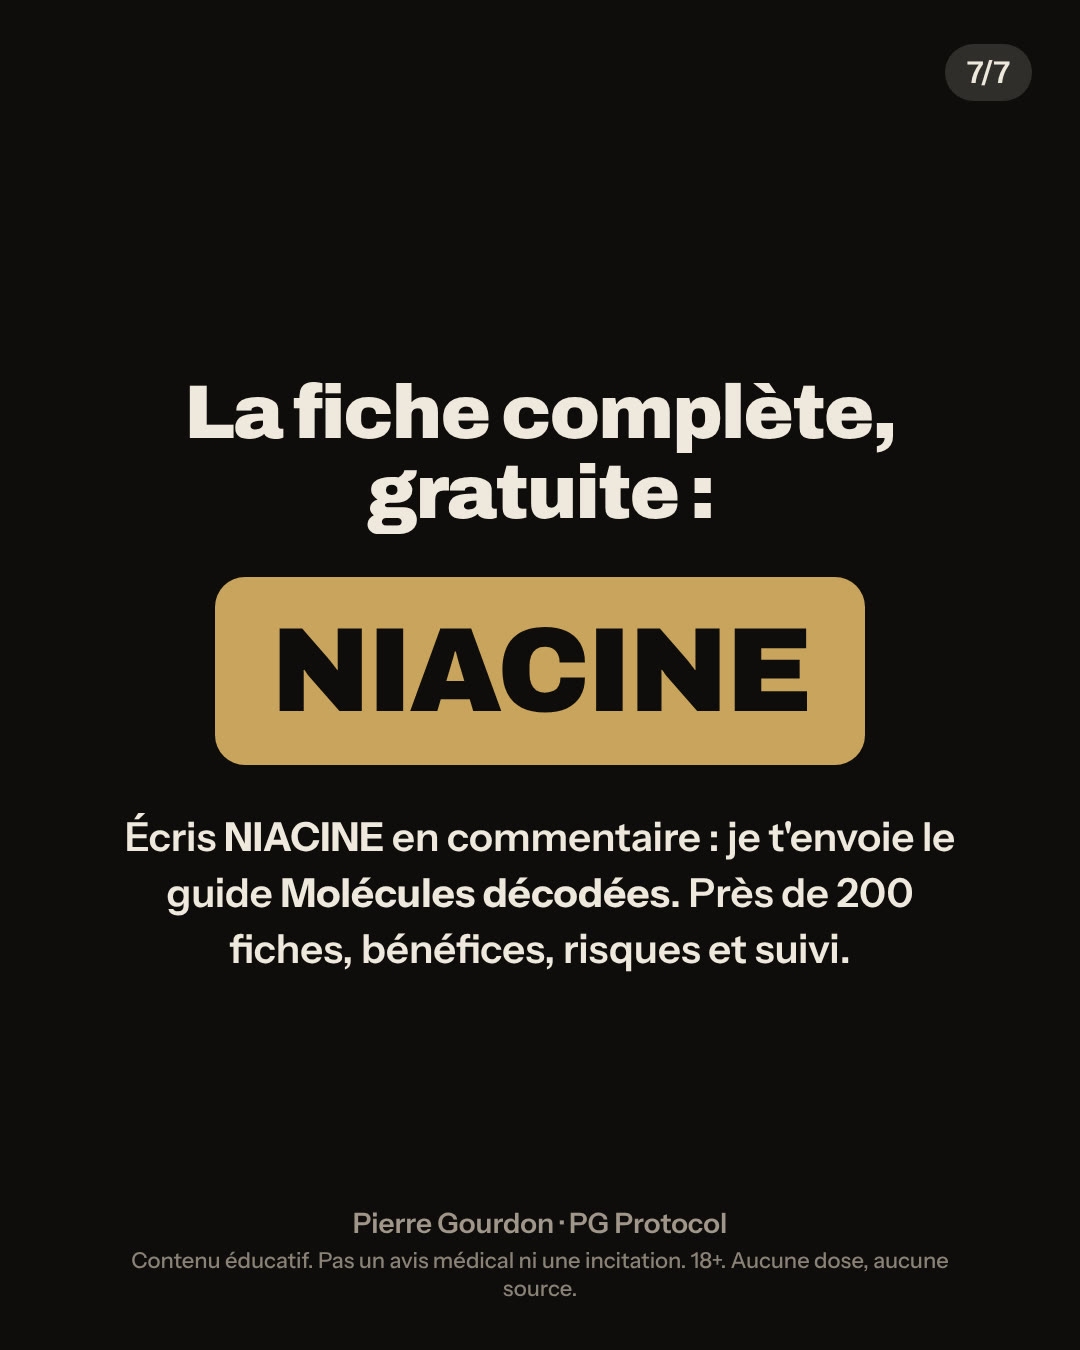 7/7
La fiche complète,
gratuite :
NIACINE
Écris NIACINE en commentaire : je t'envoie le
guide Molécules décodées. Près de 200
fiches, bénéfices, risques et suivi.
Pierre Gourdon · PG Protocol
Contenu éducatif. Pas un avis médical ni une incitation. 18+. Aucune dose, aucune
source.